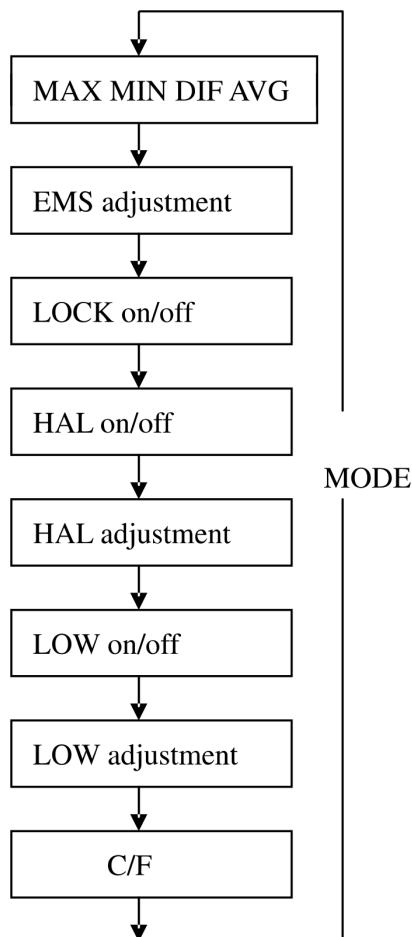 MAX MIN DIF AVG
EMS adjustment
LOCK on/off
HAL on/off
MODE
HAL adjustment
LOW on/off
LOW adjustment
C/F